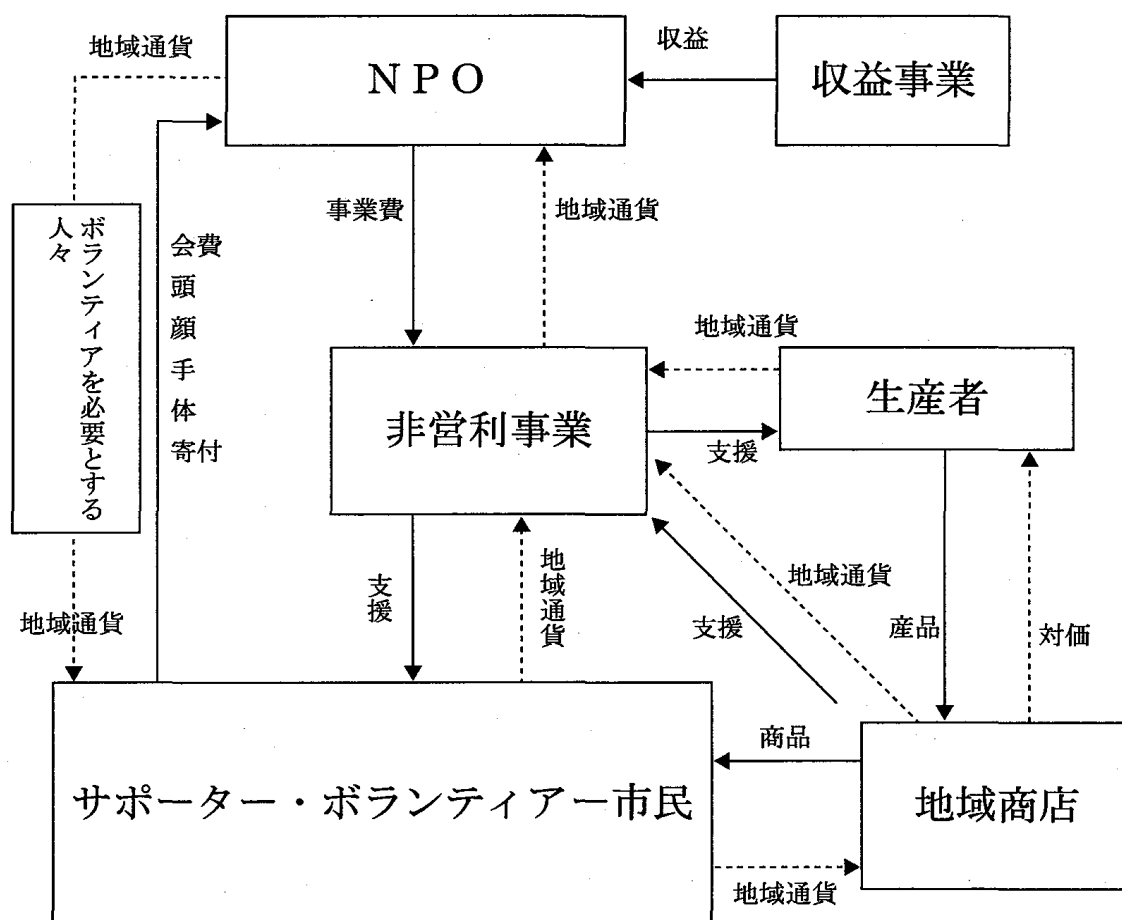 地域通貨
NPO
収益
収益事業
事業費
地域通貨
ボランティアを必要とする
人々
会費
頭
顔
手
体
寄付
地域通貨
生産者
非営利事業
支援
支援
地域通貨
地域通貨
支援
産品
対価
地域通貨
商品
サポーター・ボランティアー市民
地域商店
地域通貨